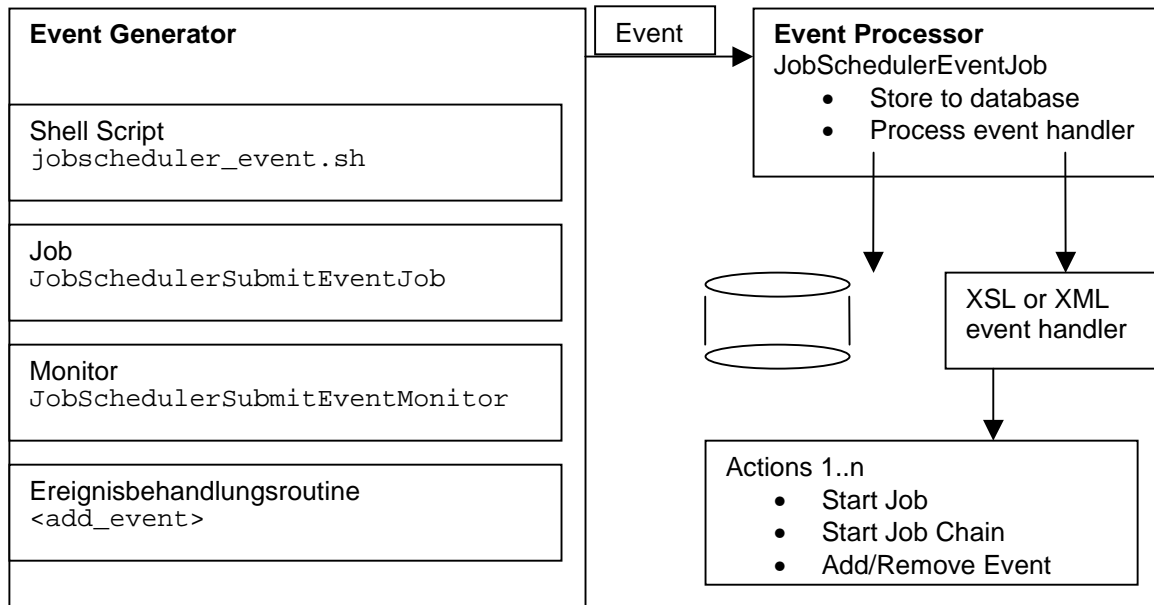 Event Generator
Shell Script
jobscheduler_event.sh
Job
JobSchedulerSubmitEventJob
Monitor
JobSchedulerSubmitEventMonitor
Ereignisbehandlungsroutine
<add_event>
Event
Event Processor
JobSchedulerEventJob
• Store to database
• Process event handler
XSL or XML
event handler
Actions 1..n
• Start Job
• Start Job Chain
• Add/Remove Event